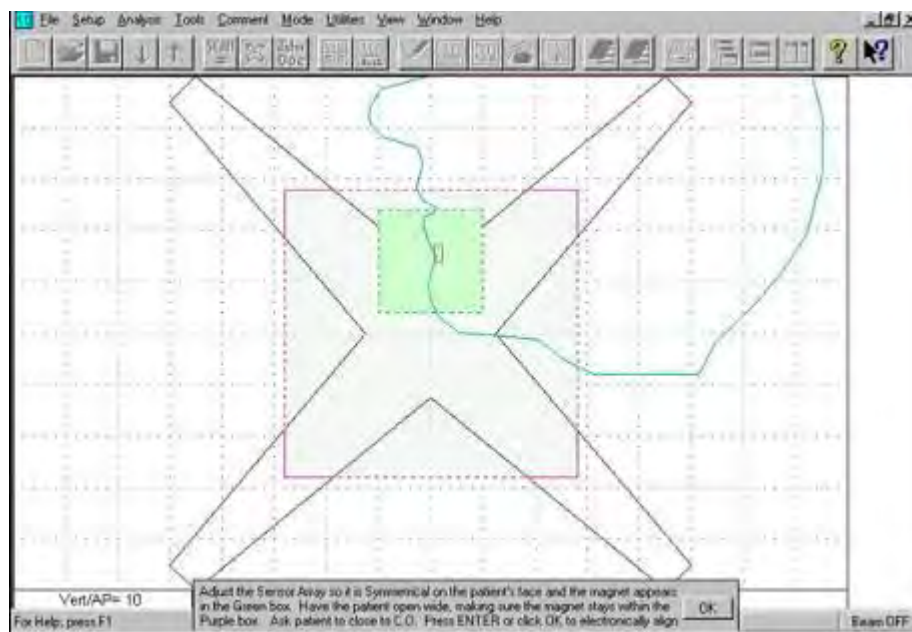 File Setup Analysis Tools Comment Mode Utilities View Window Help
Vert/AP= 10
Adjust the Sensor Array so it is Symmetrical on the patient's face and the magnet appears
in the Green box. Have the patient open wide, making sure the magnet stays within the
Purple box. Ask patient to close to C.O. Press ENTER or click OK to electronically align
OK
For Help, press F1
Beam OFF